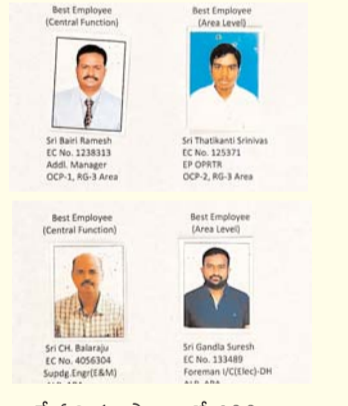 Best Employee
(Central Function)
Sri Bairi Ramesh
EC No. 1238313
Addl. Manager
OCP-1, RG-3 Area
Best Employee
(Area Level)
Sri Thatikanti Srinivas
EC No. 125371
EP OPRTR
OCP-2, RG-3 Area
Best Employee
(Central Function)
Sri CH. Balaraju
EC No. 4056304
Supdg.Engr(E&M)
Best Employee
(Area Level)
Sri Gandla Suresh
EC No. 133489
Foreman I/C(Elec)-DH